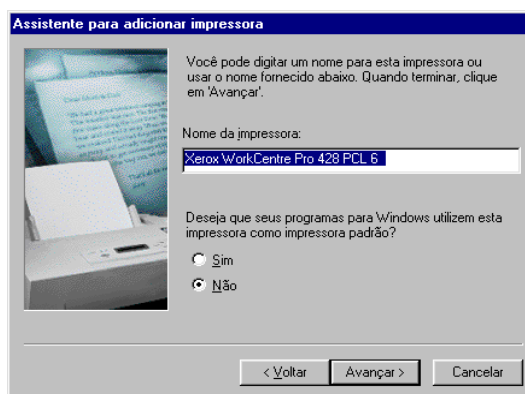 Assistente para adicionar impressora
Você pode digitar um nome para esta impressora ou
usar o nome fornecido abaixo. Quando terminar, clique
em 'Avançar'.
Nome da impressora:
Xerox WorkCentre Pro 428 PCL 6
Deseja que seus programas para Windows utilizem esta
impressora como impressora padrão?
Sim
Não
< Voltar
Avançar >
Cancelar